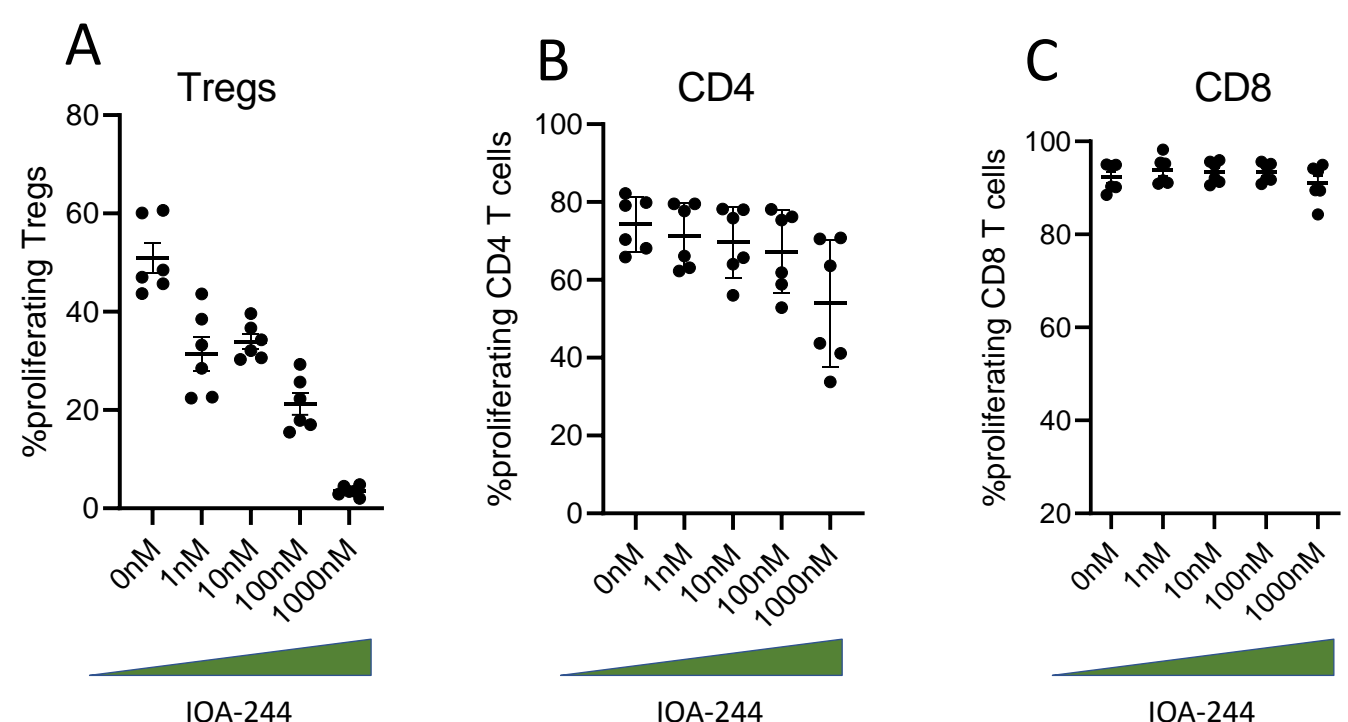 A
Tregs
%proliferating Tregs
80
60
40
20
0
0nM
1nM
10nM
100nM
1000nM
IOA-244
B
CD4
%proliferating CD4 T cells
100
80
60
40
20
0
0nM
1nM
10nM
100nM
1000nM
IOA-244
C
CD8
%proliferating CD8 T cells
100
80
60
40
20
0nM
1nM
10nM
100nM
1000nM
IOA-244